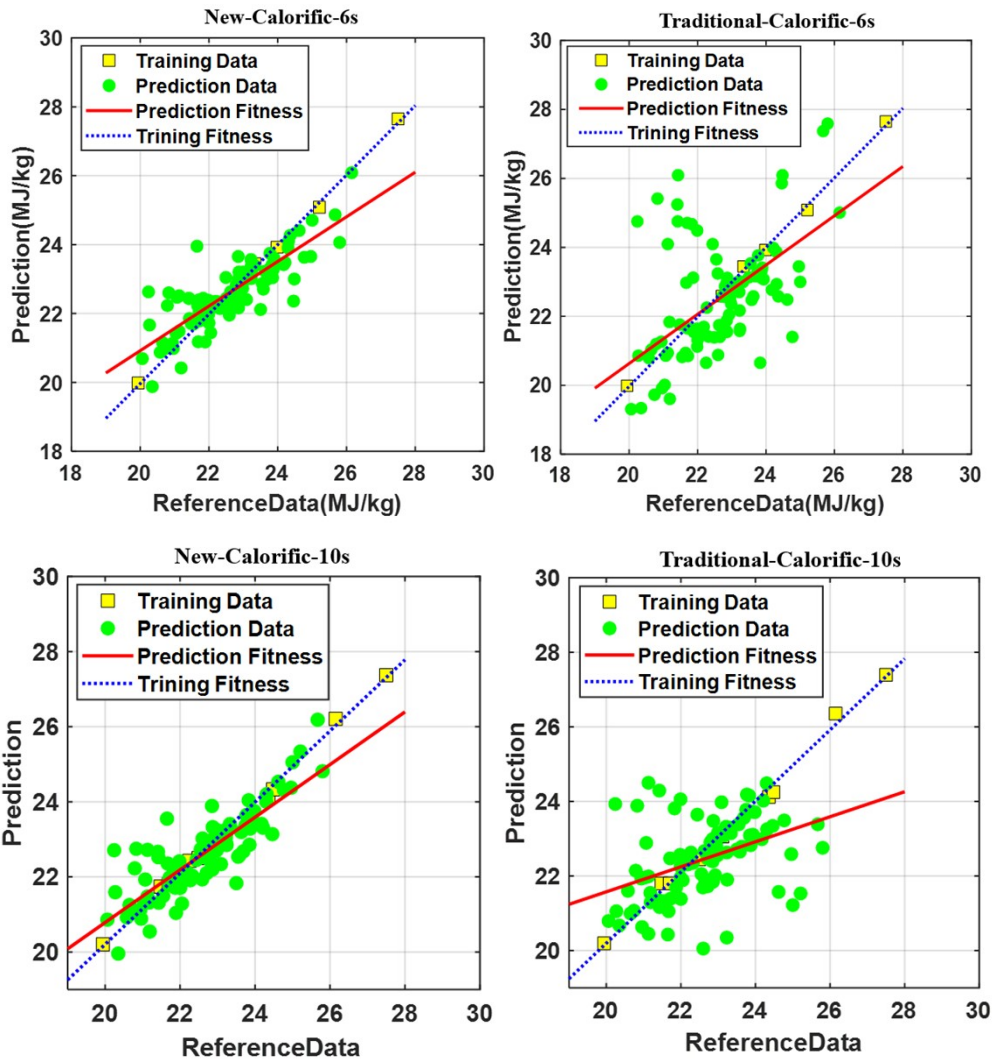 New-Calorific-6s
30
28
26
24
22
20
18
Prediction(MJ/kg)
Training Data
Prediction Data
Prediction Fitness
Trining Fitness
18 20 22 24 26 28 30
ReferenceData(MJ/kg)
Traditional-Calorific-6s
30
28
26
24
22
20
18
Prediction(MJ/kg)
Training Data
Prediction Data
Prediction Fitness
Trining Fitness
18 20 22 24 26 28 30
ReferenceData(MJ/kg)
New-Calorific-10s
30
28
26
24
22
20
Prediction
Training Data
Prediction Data
Prediction Fitness
Trining Fitness
20 22 24 26 28 30
ReferenceData
Traditional-Calorific-10s
30
28
26
24
22
20
Prediction
Training Data
Prediction Data
Prediction Fitness
Training Fitness
20 22 24 26 28 30
ReferenceData